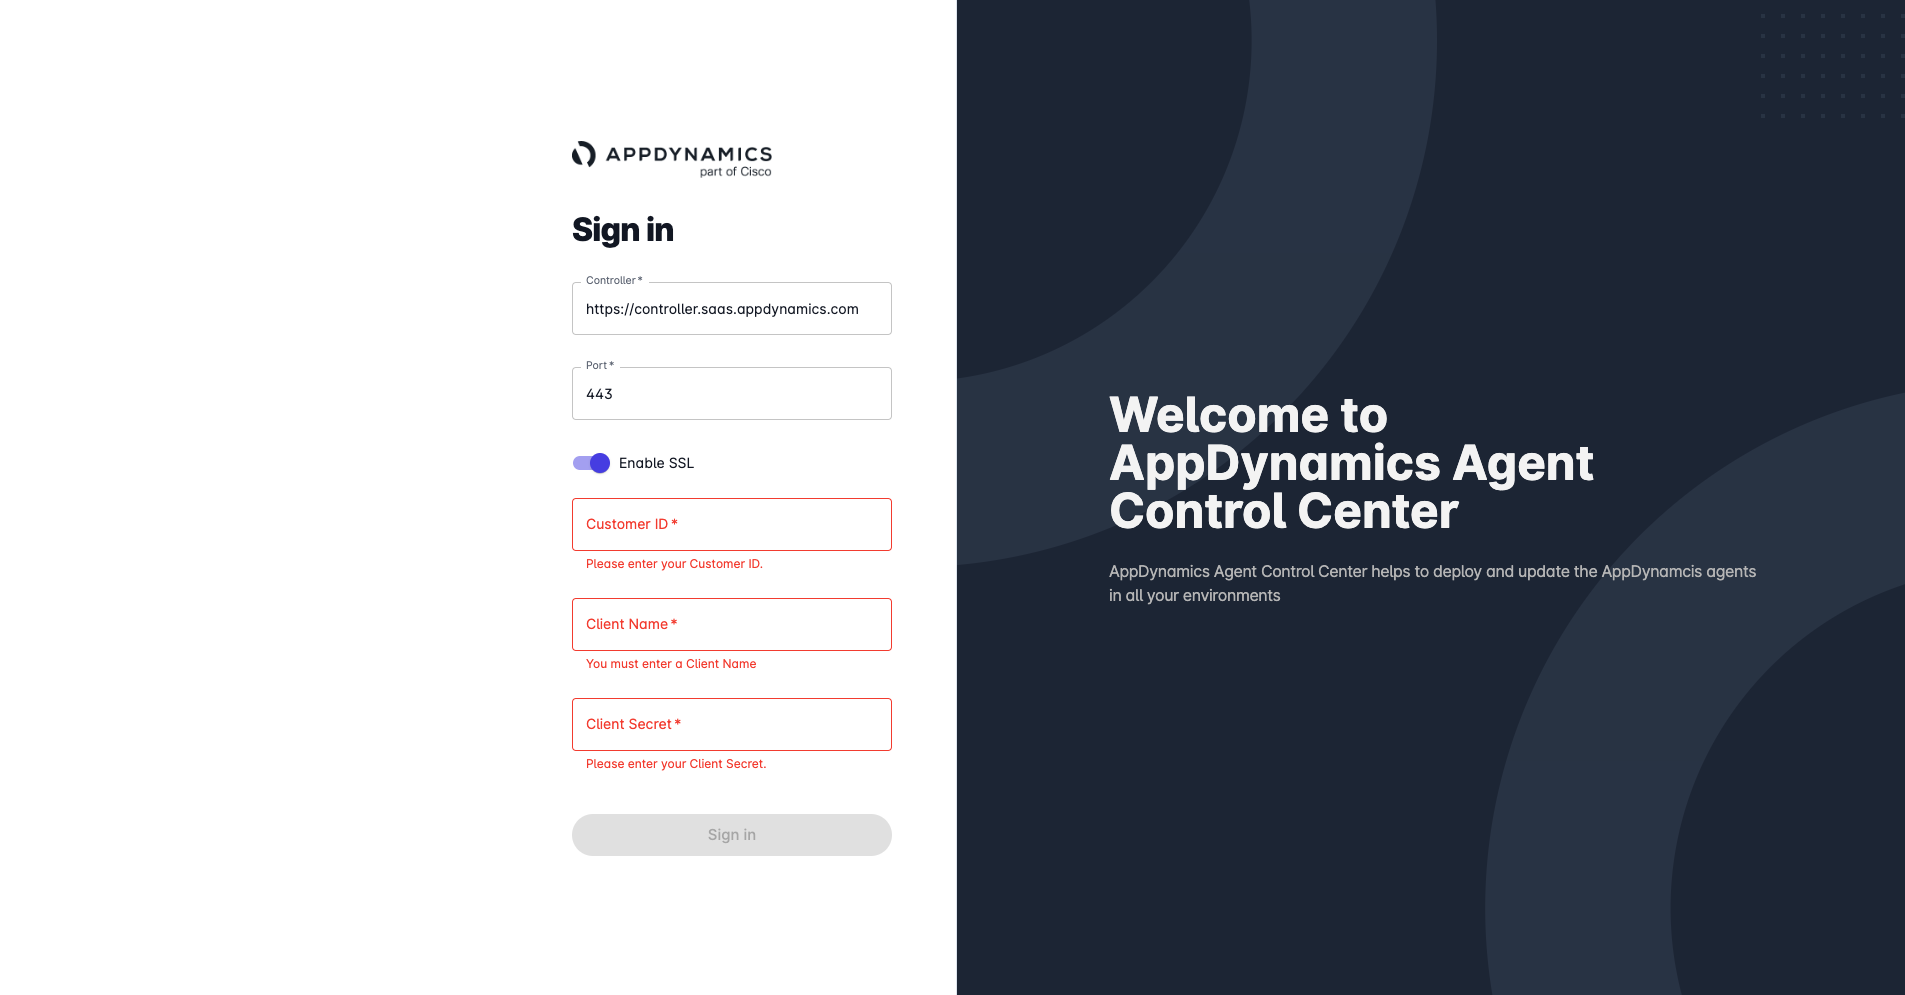 APPDYNAMICS
part of Cisco
Sign in
Controller *
https://controller.saas.appdynamics.com
Port *
443
Enable SSL
Customer ID *
Please enter your Customer ID.
Client Name *
You must enter a Client Name
Client Secret *
Please enter your Client Secret.
Sign in
Welcome to
AppDynamics Agent
Control Center
AppDynamics Agent Control Center helps to deploy and update the AppDynamcis agents
in all your environments